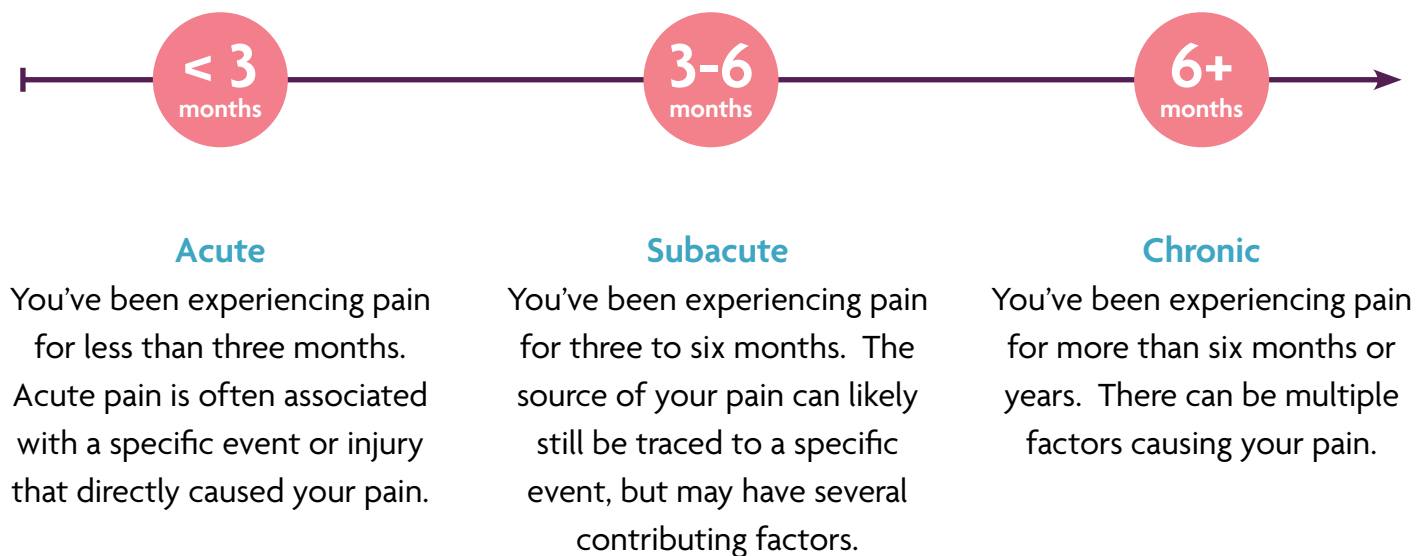 < 3
months
3-6
months
6+
months
Acute
You've been experiencing pain
for less than three months.
Acute pain is often associated
with a specific event or injury
that directly caused your pain.
Subacute
You've been experiencing pain
for three to six months.  The
source of your pain can likely
still be traced to a specific
event, but may have several
contributing factors.
Chronic
You've been experiencing pain
for more than six months or
years.  There can be multiple
factors causing your pain.